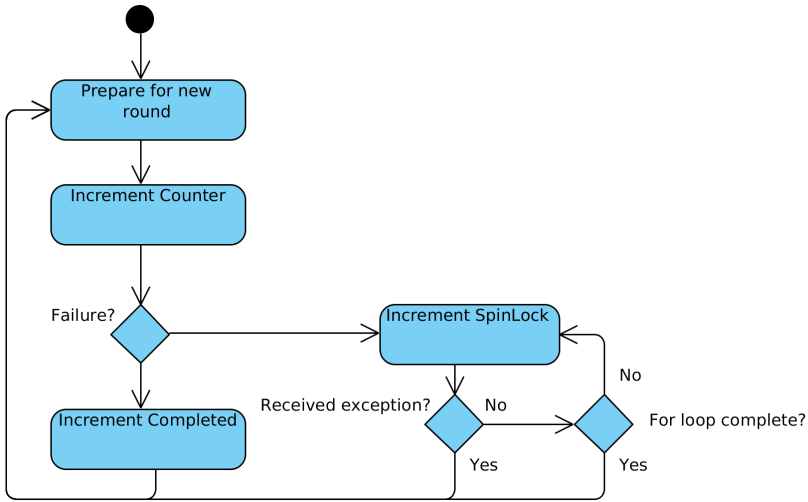 Prepare for new
round
Increment Counter
Failure?
Increment SpinLock
No
Received exception?
No
For loop complete?
Increment Completed
Yes
Yes